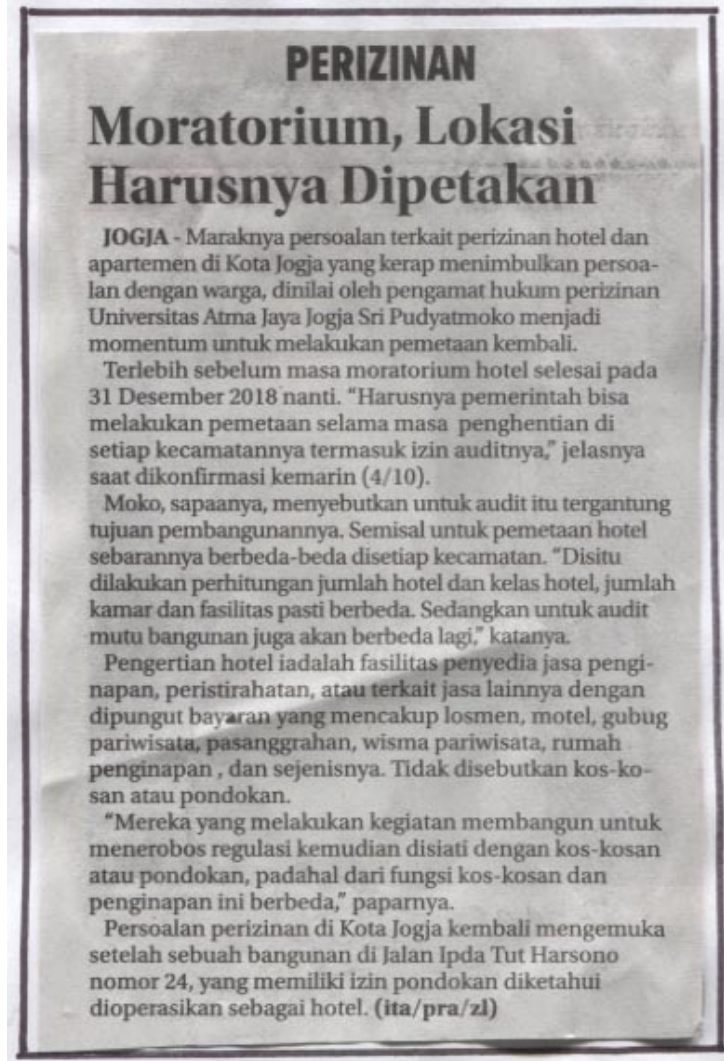 PERIZINAN
Moratorium, Lokasi
Harusnya Dipetakan
JOGJA - Maraknya persoalan terkait perizinan hotel dan
apartemen di Kota Jogja yang kerap menimbulkan persoa-
lan dengan warga, dinilai oleh pengamat hukum perizinan
Universitas Atma Jaya Jogja Sri Pudyatmoko menjadi
momentum untuk melakukan pemetaan kembali.
Terlebih sebelum masa moratorium hotel selesai pada
31 Desember 2018 nanti. “Harusnya pemerintah bisa
melakukan pemetaan selama masa penghentian di
setiap kecamatannya termasuk izin auditnya,” jelasnya
saat dikonfirmasi kemarin (4/10).
Moko, sapaanya, menyebutkan untuk audit itu tergantung
tujuan pembangunannya. Semisal untuk pemetaan hotel
sebarannya berbeda-beda disetiap kecamatan. “Disitu
dilakukan perhitungan jumlah hotel dan kelas hotel, jumlah
kamar dan fasilitas pasti berbeda. Sedangkan untuk audit
mutu bangunan juga akan berbeda lagi,” katanya.
Pengertian hotel iadalah fasilitas penyedia jasa pengi-
napan, peristirahatan, atau terkait jasa lainnya dengan
dipungut bayaran yang mencakup losmen, motel, gubug
pariwisata, pasanggrahan, wisma pariwisata, rumah
penginapan , dan sejenisnya. Tidak disebutkan kos-ko-
san atau pondokan.
“Mereka yang melakukan kegiatan membangun untuk
menerobos regulasi kemudian disiati dengan kos-kosan
atau pondokan, padahal dari fungsi kos-kosan dan
penginapan ini berbeda,” paparnya.
Persoalan perizinan di Kota Jogja kembali mengemuka
setelah sebuah bangunan di Jalan Ipda Tut Harsono
nomor 24, yang memiliki izin pondokan diketahui
dioperasikan sebagai hotel. (ita/pra/zl)